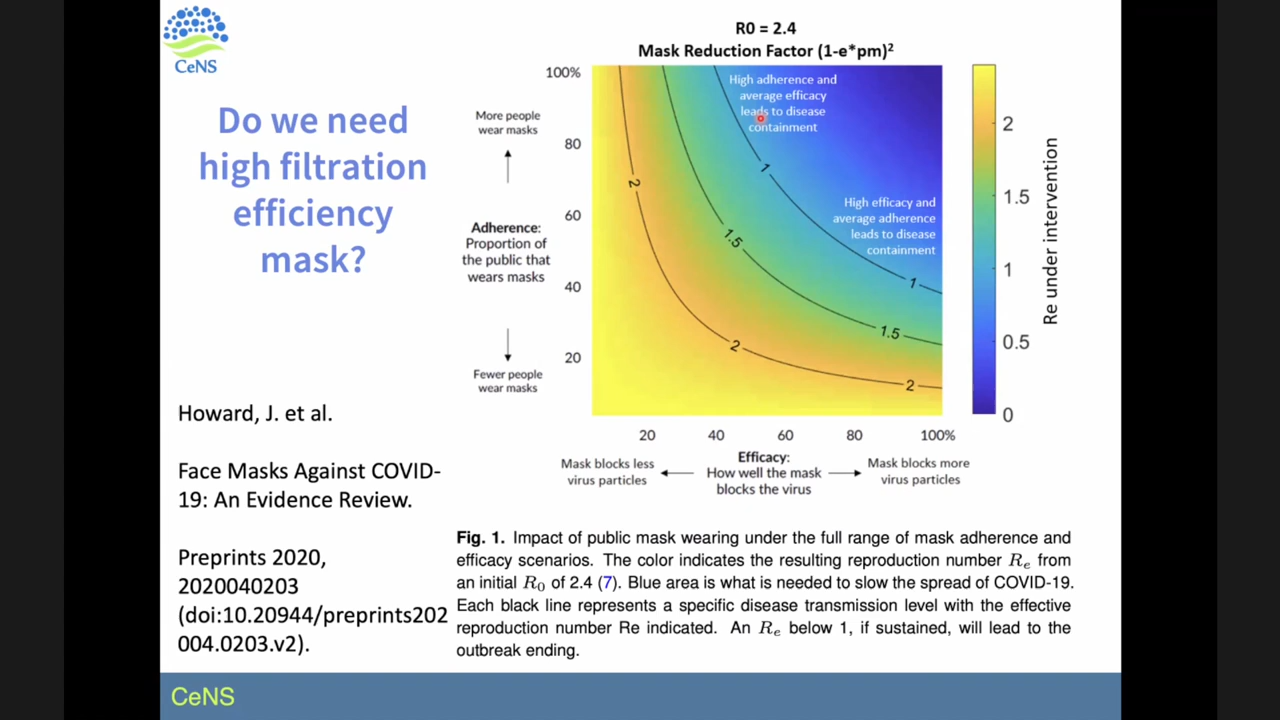 CeNS
Do we need
high filtration
efficiency
mask?
Howard, J. et al.
Face Masks Against COVID-
19: An Evidence Review.
Preprints 2020,
2020040203
(doi:10.20944/preprints202
004.0203.v2).
R0 = 2.4
Mask Reduction Factor (1-e*pm)²
100%
80
60
40
20
More people
wear masks
Adherence:
Proportion of
the public that
wears masks
Fewer people
wear masks
High adherence and
average efficacy
leads to disease
containment
High efficacy and
average adherence
leads to disease
containment
2
1.5
1
2
1.5
1
2
2
1.5
1
0.5
0
Re under intervention
20
40
60
80
100%
Mask blocks less
virus particles
Efficacy:
How well the mask
blocks the virus
Mask blocks more
virus particles
Fig. 1. Impact of public mask wearing under the full range of mask adherence and
efficacy scenarios. The color indicates the resulting reproduction number Re from
an initial R0 of 2.4 (7). Blue area is what is needed to slow the spread of COVID-19.
Each black line represents a specific disease transmission level with the effective
reproduction number Re indicated. An Re below 1, if sustained, will lead to the
outbreak ending.
CeNS